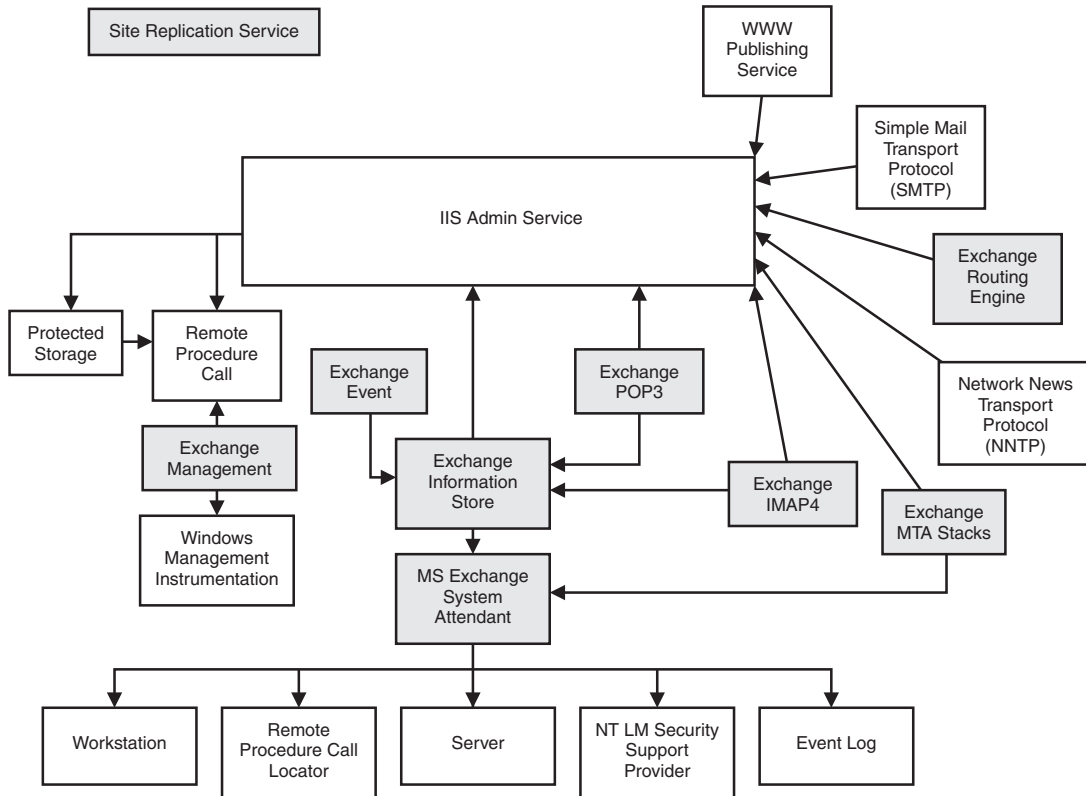 Site Replication Service
WWW
Publishing
Service
Simple Mail
Transport
Protocol
(SMTP)
IIS Admin Service
Exchange
Routing
Engine
Protected
Storage
Remote
Procedure
Call
Exchange
Event
Exchange
POP3
Network News
Transport
Protocol
(NNTP)
Exchange
Management
Exchange
Information
Store
Exchange
IMAP4
Exchange
MTA Stacks
Windows
Management
Instrumentation
MS Exchange
System
Attendant
Workstation
Remote
Procedure Call
Locator
Server
NT LM Security
Support
Provider
Event Log